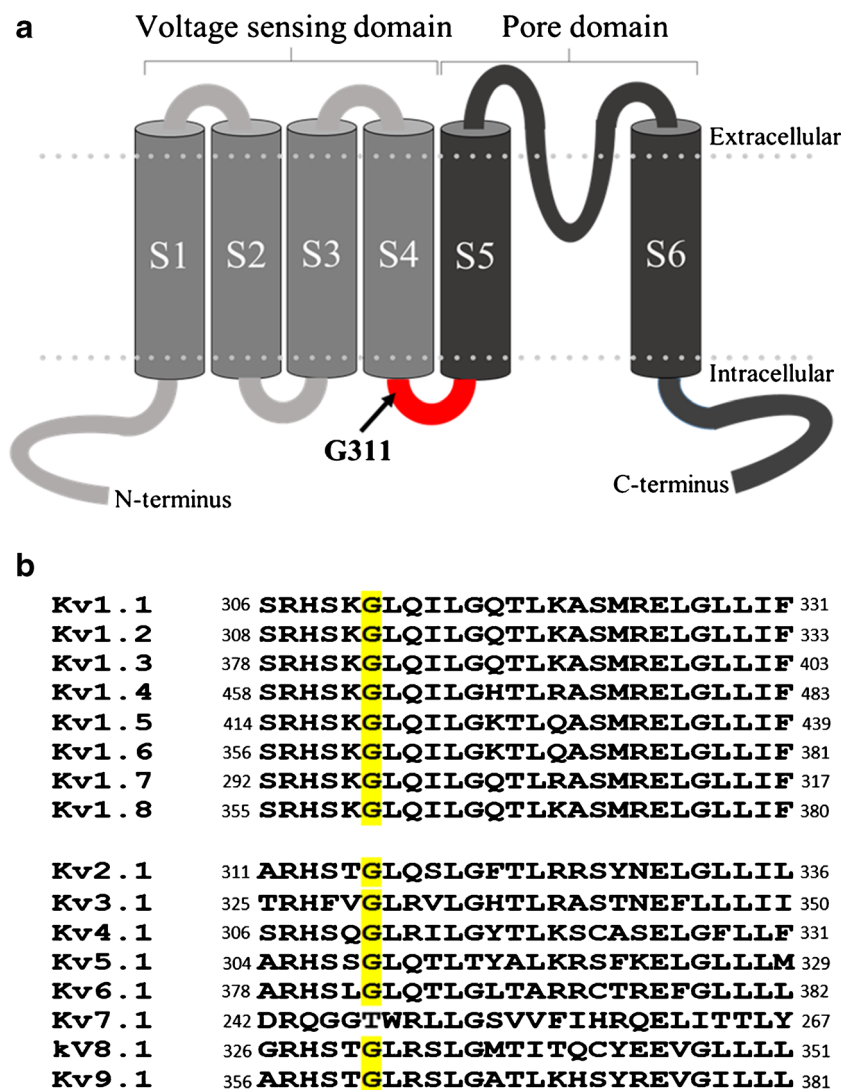 a
Voltage sensing domain
Pore domain
Extracellular
S1 S2 S3 S4 S5 S6
Intracellular
G311
N-terminus
C-terminus
b
Kv1.1 306 SRHSKGLQILGQTLKASMRELGLLIF 331
Kv1.2 308 SRHSKGLQILGQTLKASMRELGLLIF 333
Kv1.3 378 SRHSKGLQILGQTLKASMRELGLLIF 403
Kv1.4 458 SRHSKGLQILGHTLRASMRELGLLIF 483
Kv1.5 414 SRHSKGLQILGKTLQASMRELGLLIF 439
Kv1.6 356 SRHSKGLQILGKTLQASMRELGLLIF 381
Kv1.7 292 SRHSKGLQILGQTLRASMRELGLLIF 317
Kv1.8 355 SRHSKGLQILGQTLKASMRELGLLIF 380
Kv2.1 311 ARHSTGLQSLGFTLRRSYNELGLLIL 336
Kv3.1 325 TRHFVGLRVLGHTLRASTNEFLLLII 350
Kv4.1 306 SRHSQGLRILGYTLKSCASELGFLLF 331
Kv5.1 304 ARHSSGLQTLTYALKRSFKELGLLLM 329
Kv6.1 378 ARHSLGLQTLGLTARRCTREFGLLLL 382
Kv7.1 242 DRQGGTWRLLGSVVFIHRQELITTLY 267
kV8.1 326 GRHSTGLRSLGMTITQCYEEVGLLLL 351
Kv9.1 356 ARHSTGLRSLGATLKHSYREVGILLL 381